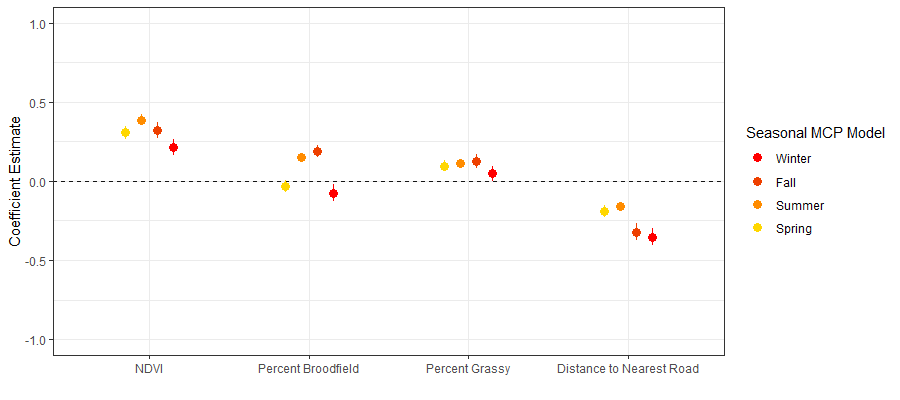 1.0
0.5
0.0
-0.5
-1.0
Coefficient Estimate
NDVI
Percent Broodfield
Percent Grassy
Distance to Nearest Road
Seasonal MCP Model
Winter
Fall
Summer
Spring